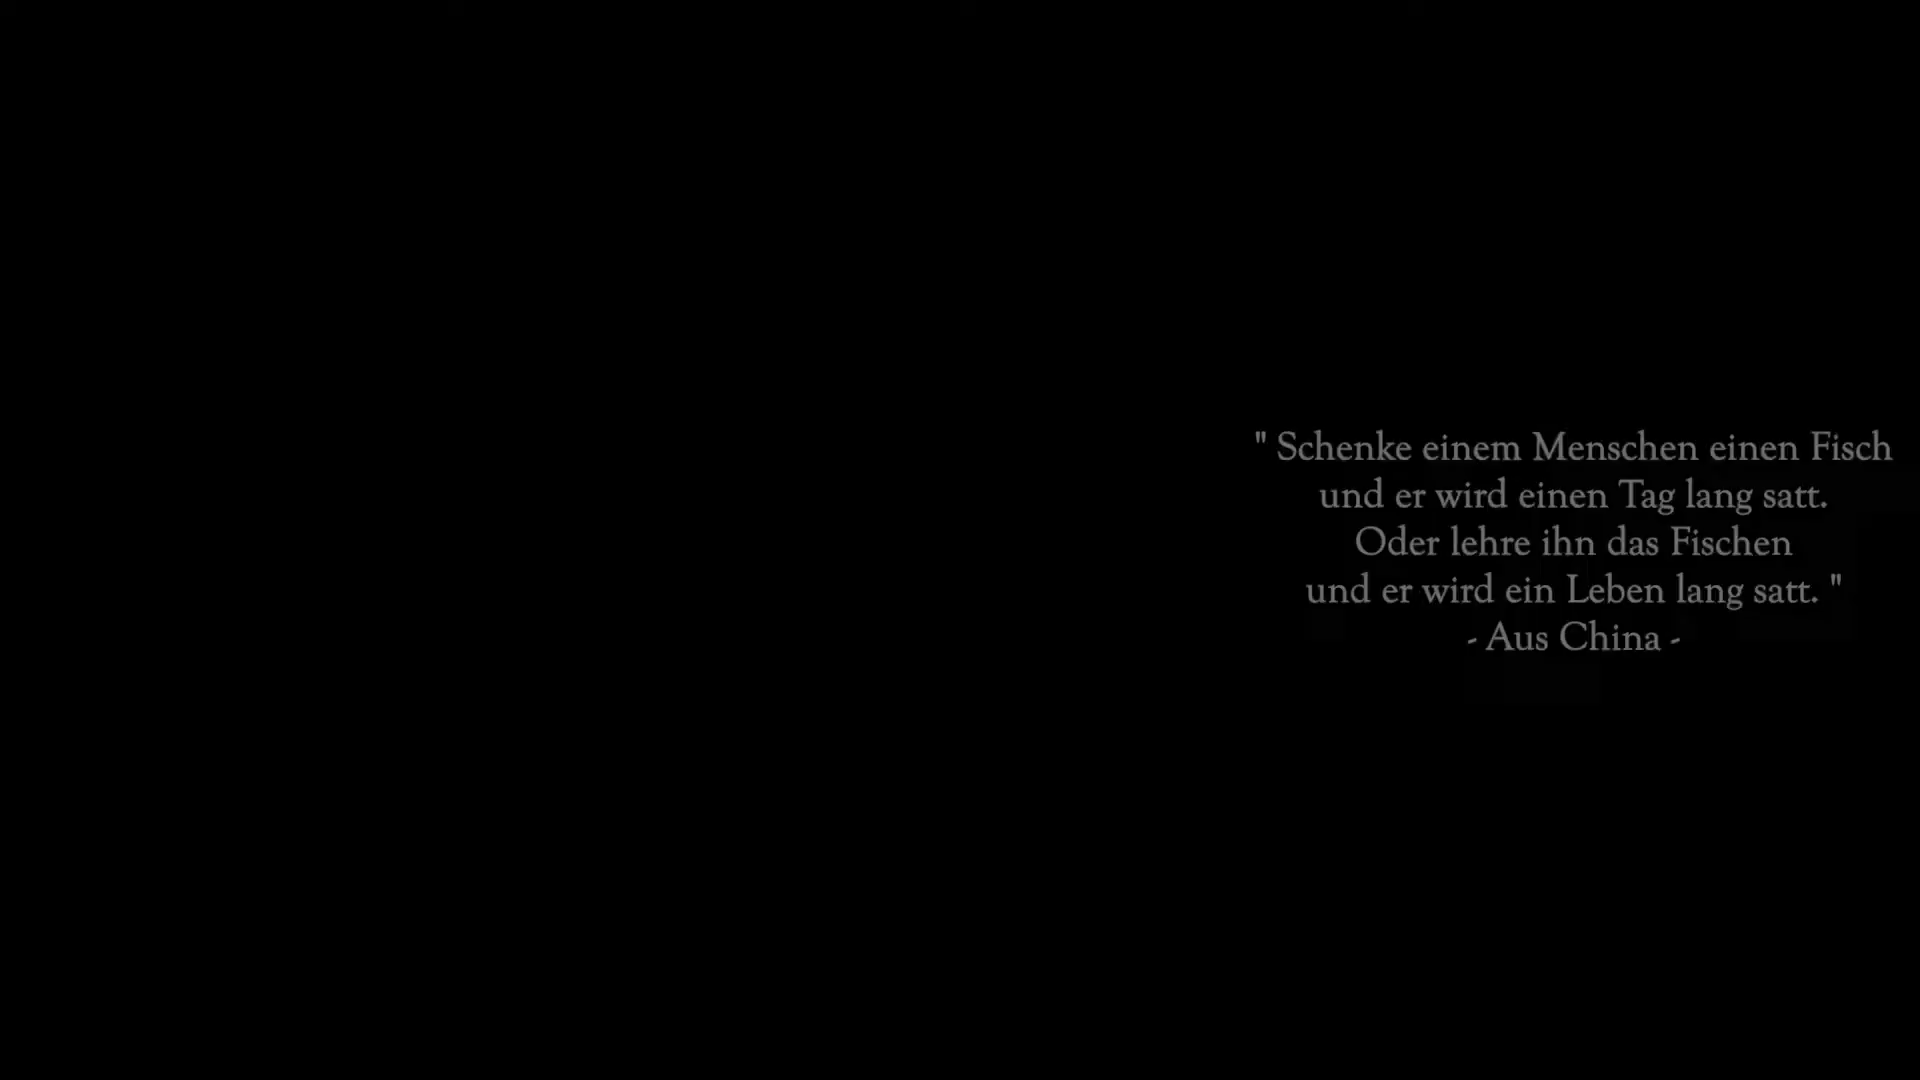 " Schenke einem Menschen einen Fisch
und er wird einen Tag lang satt.
Oder lehre ihn das Fischen
und er wird ein Leben lang satt. "
- Aus China -